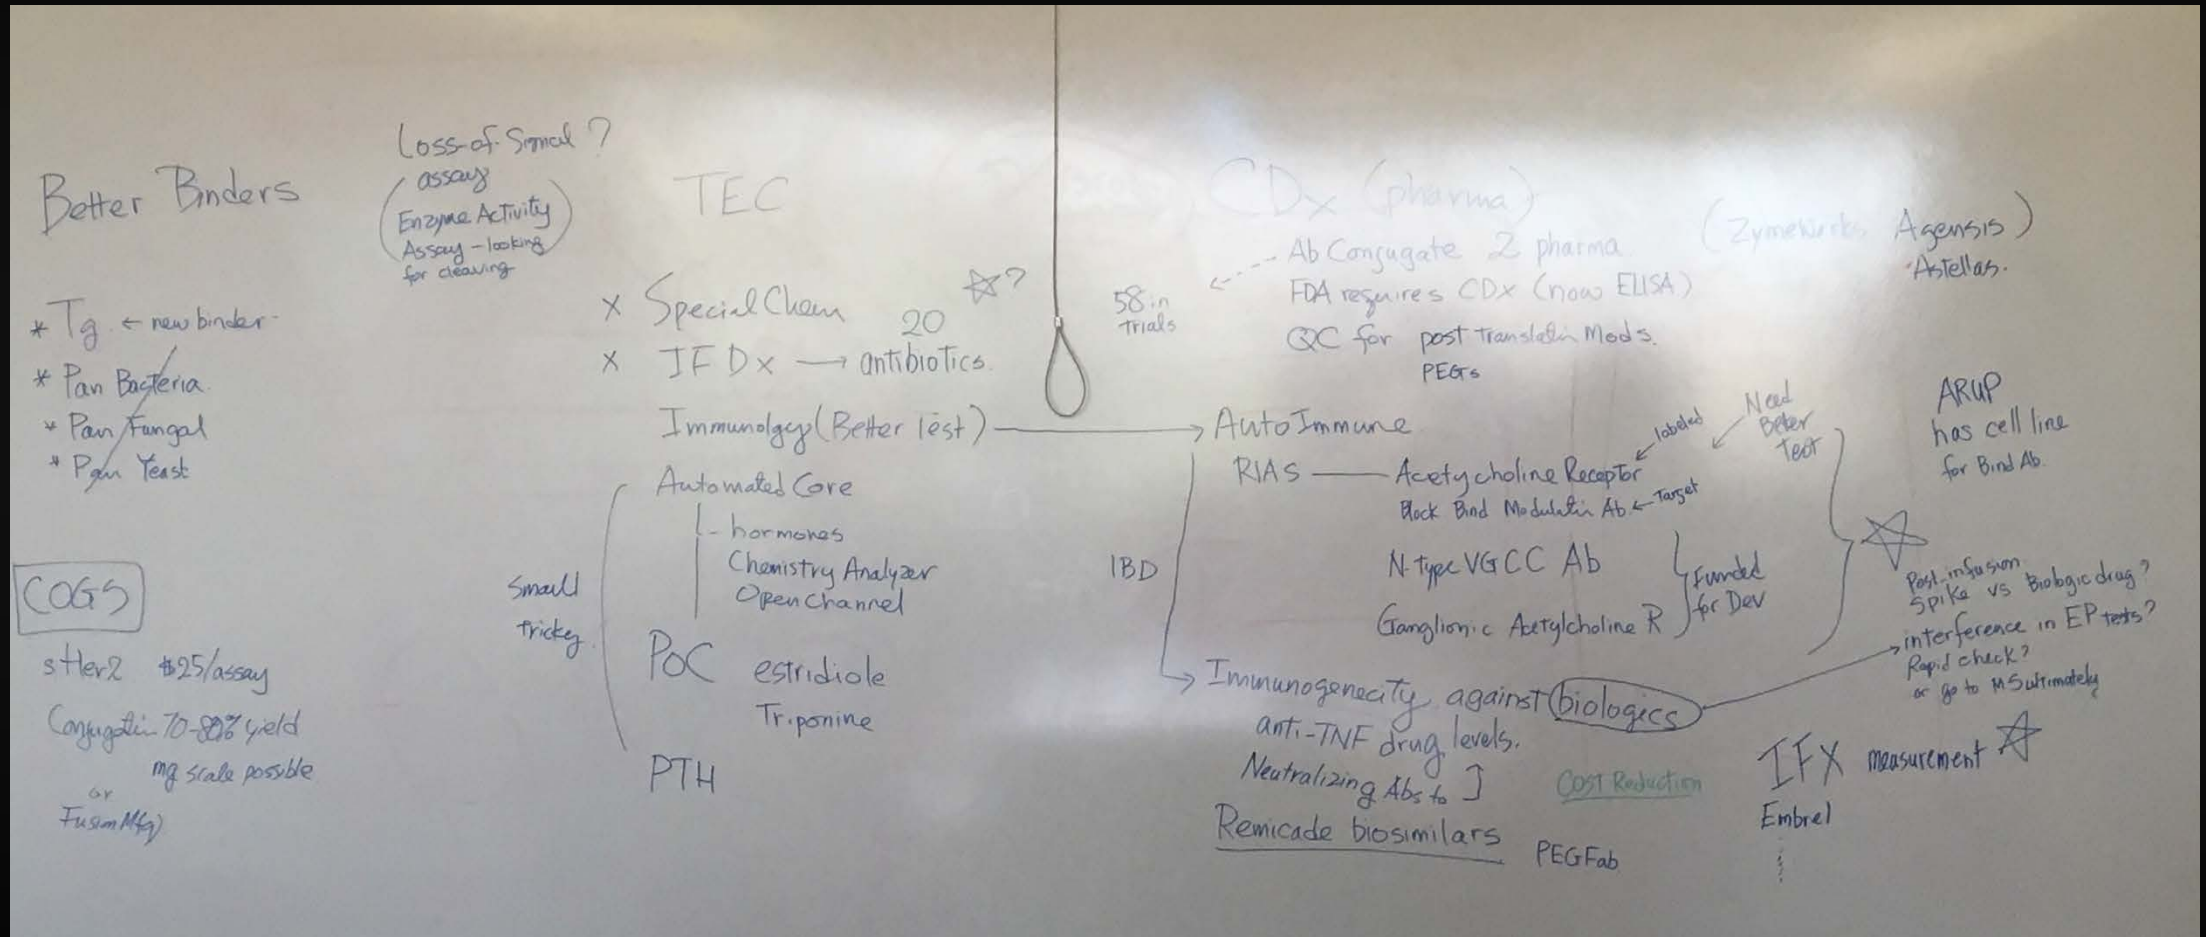 Better Binders
* Tg ← new binder
* Pan Bacteria
* Pan Fungal
* Pan Yeast
COGS
sHer2 $25/assay
Conjugatin 70-80% yield
mg scale possible
or
Fusion Mfg)
Loss-of-Signal ?
assay
(Enzyme Activity
Assay - looking
for cleaving)
TEC
x Special Chem
20 ☆?
x IFDx → antibiotics.
Immunolgy (Better Test) → AutoImmune
Automated Core
- hormones
Chemistry Analyzer
Open Channel
Small
tricky
PoC estridiole
Triponine
PTH
CDx (pharma)
(Zymeworks Agensis)
Astellas.
58 in
trials
Ab Conjugate 2 pharma
FDA requires CDx (now ELISA)
QC for post Translatin Mods.
PEGs
RIAS — Acetycholine Receptor
labeled
Block Bind Modulatin Ab ← Target
Need
Beter
Test
N-type VGCC Ab
Ganglionic Acetylcholine R
Funded
for Dev
ARUP
has cell line
for Bind Ab.
IBD
Immunogenecity against biologics
anti-TNF drug levels.
Neutralizing Abs to ]
Remicade biosimilars
PEGFab
Cost Reduction
Post-infusion
Spike vs Biologic drug?
interference in EP tests?
Rapid check?
or go to MS ultimately
IFX measurement ☆
Embrel